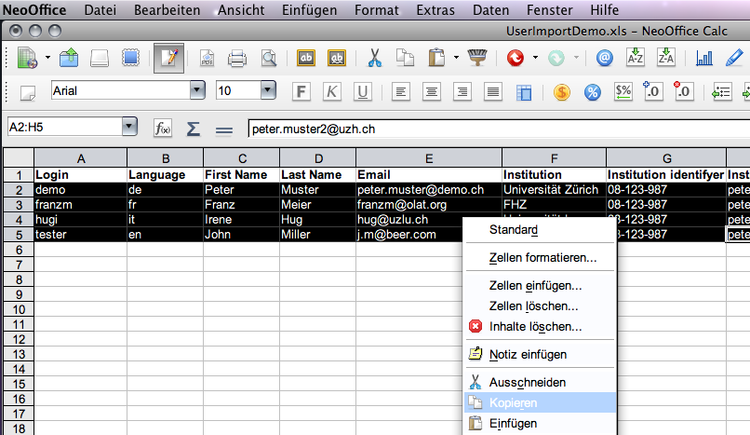 NeoOffice Datei Bearbeiten Ansicht Einfügen Format Extras Daten Fenster Hilfe
UserImportDemo.xls – NeoOffice Calc
Arial 10 F K U
A2:H5 f(x) Σ = peter.muster2@uzh.ch
A B C D E F G
1 Login Language First Name Last Name Email Institution Institution identifyer Inst
2 demo de Peter Muster peter.muster@demo.ch Universität Zürich 08-123-987 pete
3 franzm fr Franz Meier franzm@olat.org FHZ 08-123-987 pete
4 hugi it Irene Hug hug@uzlu.ch 08-123-987 pete
5 tester en John Miller j.m@beer.com 08-123-987 pete
6
7
8
9
10
11
12
13
14
15
16
17
18
Standard
Zellen formatieren...
Zellen einfügen...
Zellen löschen...
Inhalte löschen...
Notiz einfügen
Ausschneiden
Kopieren
Einfügen